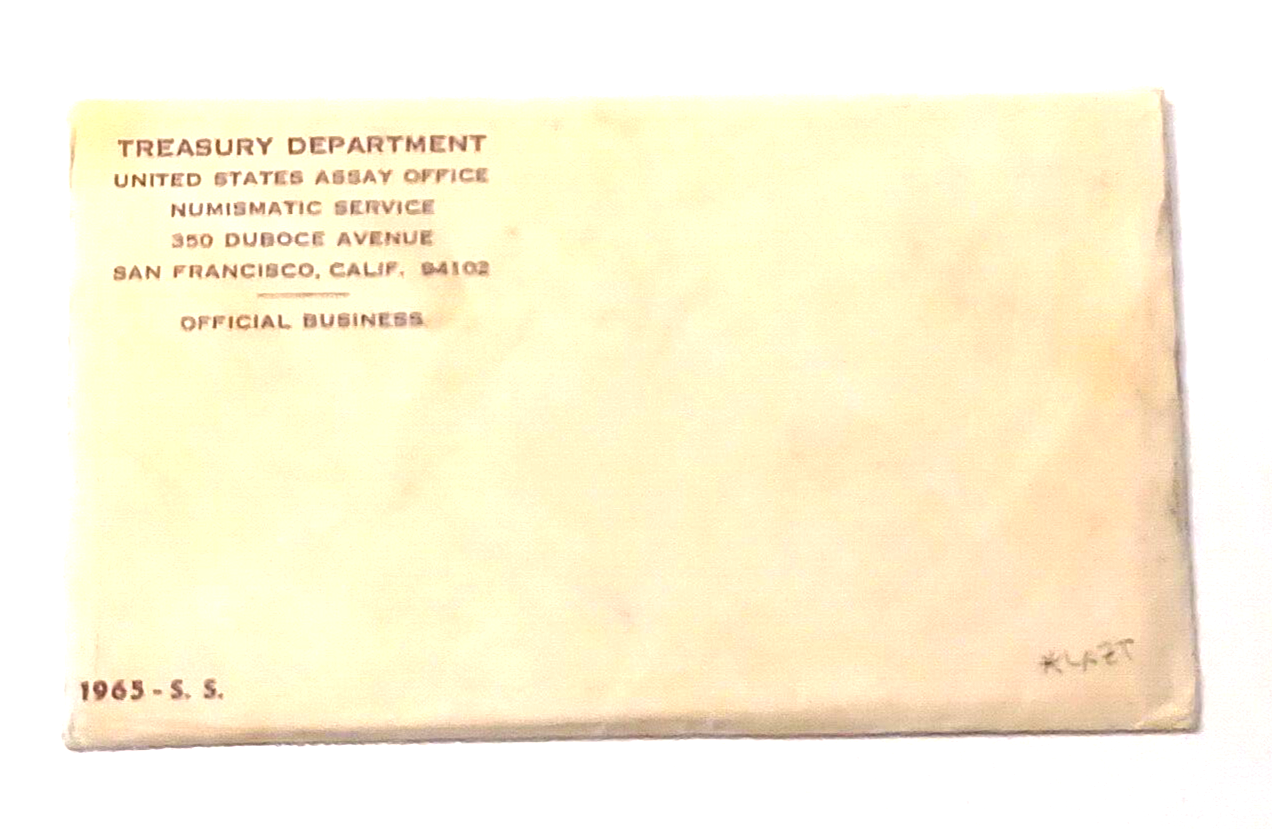 TREASURY DEPARTMENT
UNITED STATES ASSAY OFFICE
NUMISMATIC SERVICE
350 DUBOCE AVENUE
SAN FRANCISCO, CALIF. 94102
OFFICIAL BUSINESS
1965 - S. S.